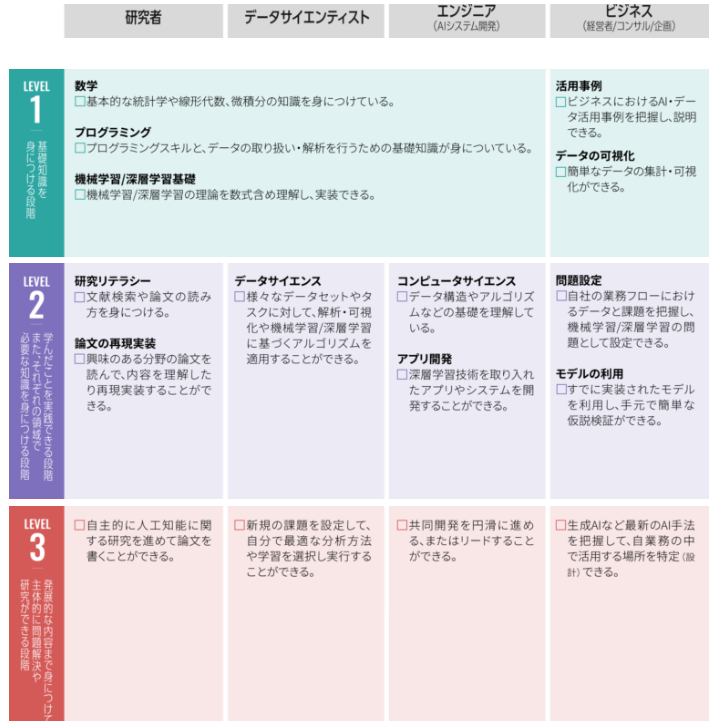 研究者
データサイエンティスト
エンジニア
(AIシステム開発)
ビジネス
(経営者/コンサル/企画)
LEVEL
1
基礎知識を
身につける段階
数学
□基本的な統計学や線形代数、微積分の知識を身につけている。
プログラミング
□プログラミングスキルと、データの取り扱い・解析を行うための基礎知識が身についている。
機械学習/深層学習基礎
□機械学習/深層学習の理論を数式含め理解し、実装できる。
活用事例
□ビジネスにおけるAI・デー
タ活用事例を把握し、説明
できる。
データの可視化
□簡単なデータの集計・可視
化ができる。
LEVEL
2
学んだことを実践できる段階
また、それぞれの領域で
必要な知識を身につける段階
研究リテラシー
□文献検索や論文の読み
方を身につける。
論文の再現実装
□興味のある分野の論文を
読んで、内容を理解した
り再現実装することがで
きる。
データサイエンス
□様々なデータセットやタ
スクに対して、解析・可視
化や機械学習/深層学習
に基づくアルゴリズムを
適用することができる。
コンピュータサイエンス
□データ構造やアルゴリズ
ムなどの基礎を理解して
いる。
アプリ開発
□深層学習技術を取り入れ
たアプリやシステムを開
発することができる。
問題設定
□自社の業務フローにおけ
るデータと課題を把握し、
機械学習/深層学習の問
題として設定できる。
モデルの利用
□すでに実装されたモデル
を利用し、手元で簡単な
仮説検証ができる。
LEVEL
3
発展的な内容まで身につけて
主体的に問題解決や
研究ができる段階
□自主的に人工知能に関
する研究を進めて論文を
書くことができる。
□新規の課題を設定して、
自分で最適な分析方法
や学習を選択し実行する
ことができる。
□共同開発を円滑に進め
る、またはリードすること
ができる。
□生成AIなど最新のAI手法
を把握して、自業務の中
で活用する場所を特定(設
計)できる。